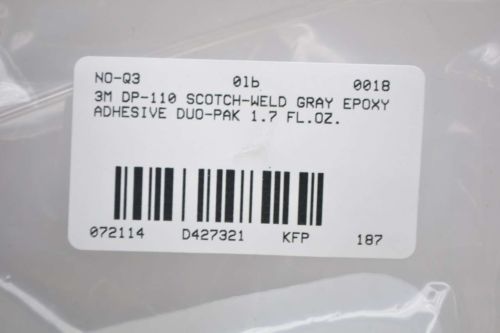 NO-Q3 01b 0018
3M DP-110 SCOTCH-WELD GRAY EPOXY
ADHESIVE DUO-PAK 1.7 FL.OZ.
072114 D427321 KFP 187